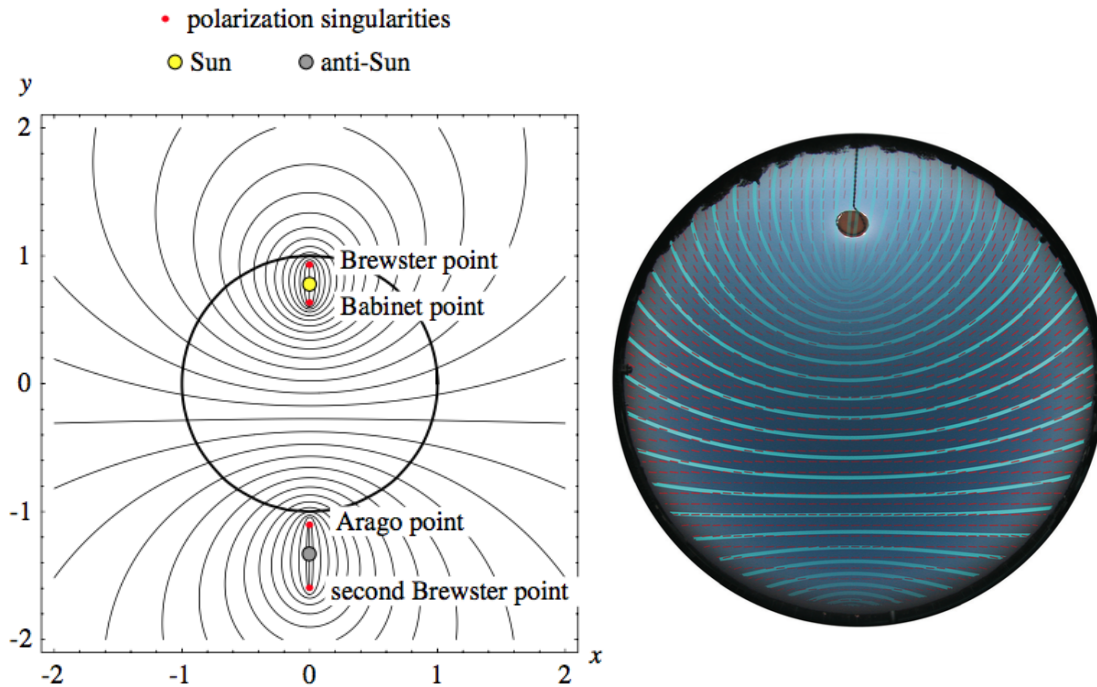 polarization singularities
Sun anti-Sun
y
2
1
0
-1
-2
Brewster point
Babinet point
Arago point
second Brewster point
-2 -1 0 1 2 x